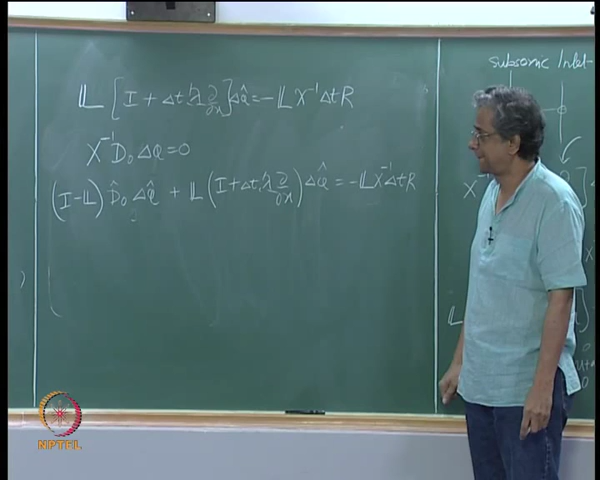 𝕃 [I + Δt Λ ∂/∂x] ΔQ̂ = -𝕃 X⁻¹ Δt R
X⁻¹ D₀ ΔQ = 0
(I - 𝕃) D̂₀ ΔQ̂ + 𝕃 (I + Δt Λ ∂/∂x) ΔQ̂ = -𝕃 X⁻¹ Δt R
subsonic Inlet
NPTEL